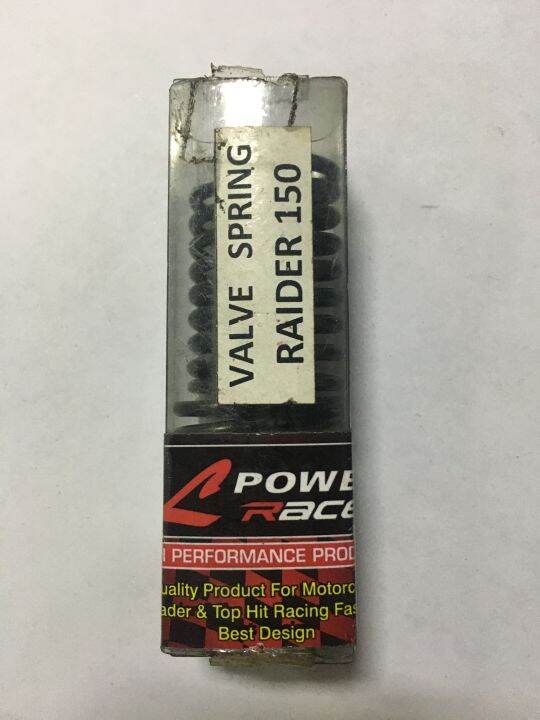 VALVE SPRING
RAIDER 150
POWE
Race
I PERFORMANCE PROD
uality Product For Motorc
ader & Top Hit Racing Fas
Best Design